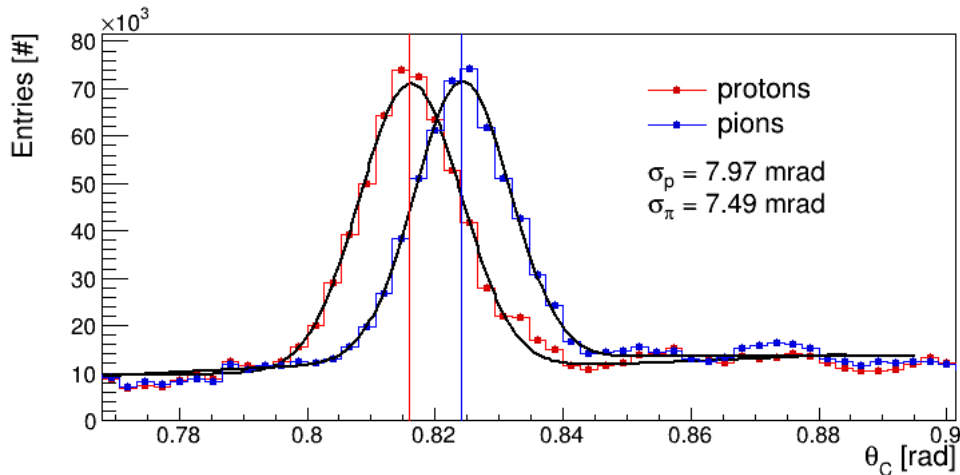 ×10³
Entries [#]
80
70
60
50
40
30
20
10
0
protons
pions
σp = 7.97 mrad
σπ = 7.49 mrad
0.78 0.8 0.82 0.84 0.86 0.88 0.9
θC [rad]